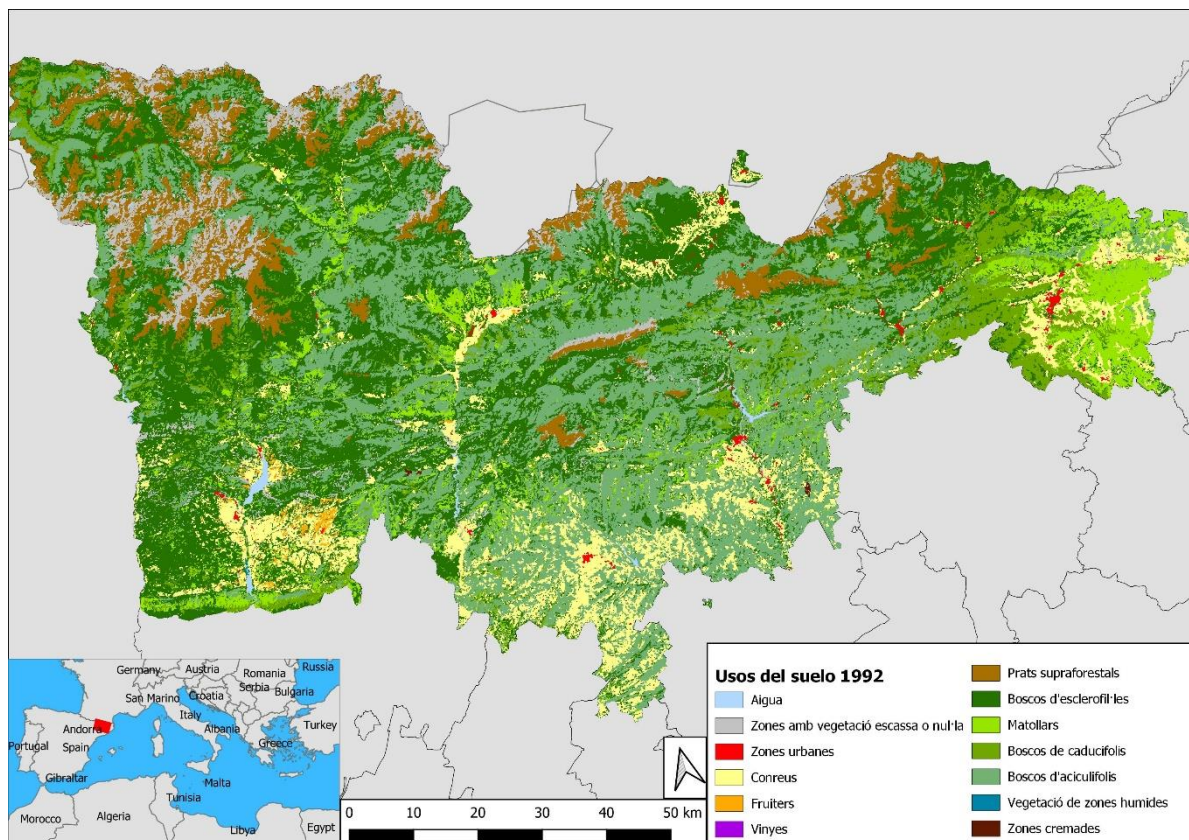 Germany
Austria
Romania
Russia
Serbia
San Marino
Croatia
Bulgaria
Italy
Andorra
Albania
Turkey
Portugal
Spain
Greece
Gibraltar
Malta
Tunisia
Morocco
Algeria
Libya
Egypt
0 10 20 30 40 50 km
Usos del suelo 1992
Aigua
Zones amb vegetació escassa o nul·la
Zones urbanes
Conreus
Fruiters
Vinyes
Prats supraforestals
Boscos d'esclerofil·les
Matollars
Boscos de caducifolis
Boscos d'aciculifolis
Vegetació de zones humides
Zones cremades